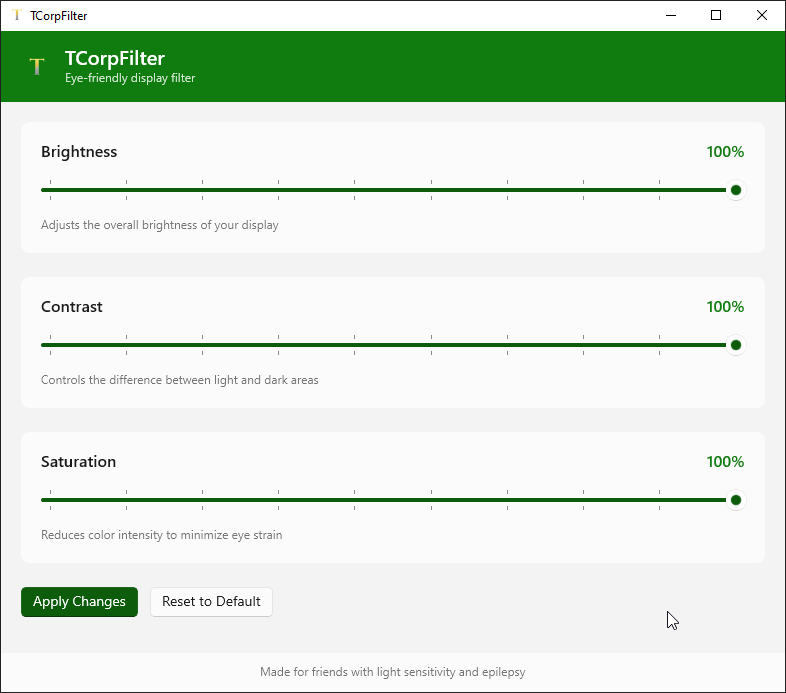 TCorpFilter
T TCorpFilter
Eye-friendly display filter
Brightness 100%
Adjusts the overall brightness of your display
Contrast 100%
Controls the difference between light and dark areas
Saturation 100%
Reduces color intensity to minimize eye strain
Apply Changes Reset to Default
Made for friends with light sensitivity and epilepsy